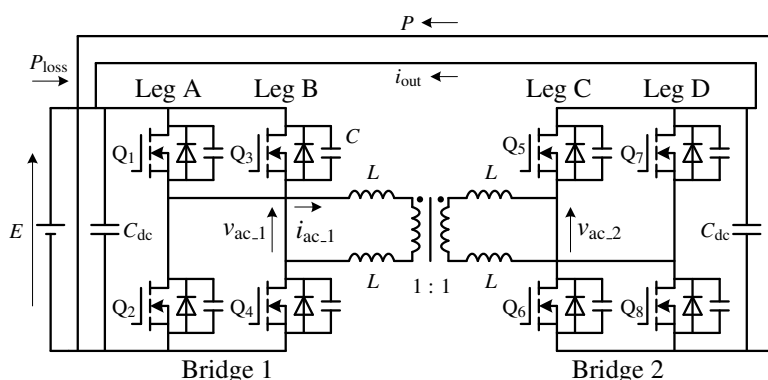 P
P_loss
i_out
Leg A
Leg B
Leg C
Leg D
Q1
Q3
C
Q5
Q7
L
L
E
C_dc
v_ac_1
i_ac_1
v_ac_2
C_dc
L
L
1 : 1
Q2
Q4
Q6
Q8
Bridge 1
Bridge 2